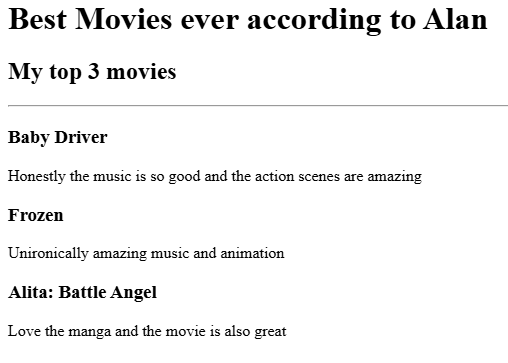 Best Movies ever according to Alan
My top 3 movies
Baby Driver
Honestly the music is so good and the action scenes are amazing
Frozen
Unironically amazing music and animation
Alita: Battle Angel
Love the manga and the movie is also great